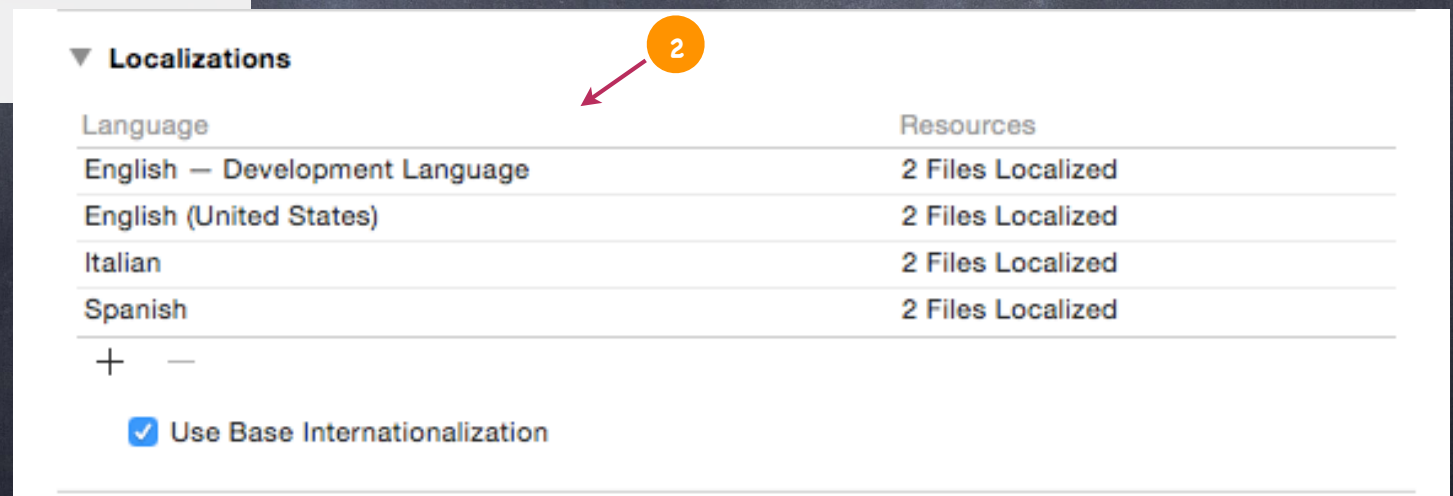 2
Localizations
Language Resources
English — Development Language 2 Files Localized
English (United States) 2 Files Localized
Italian 2 Files Localized
Spanish 2 Files Localized
+ —
Use Base Internationalization